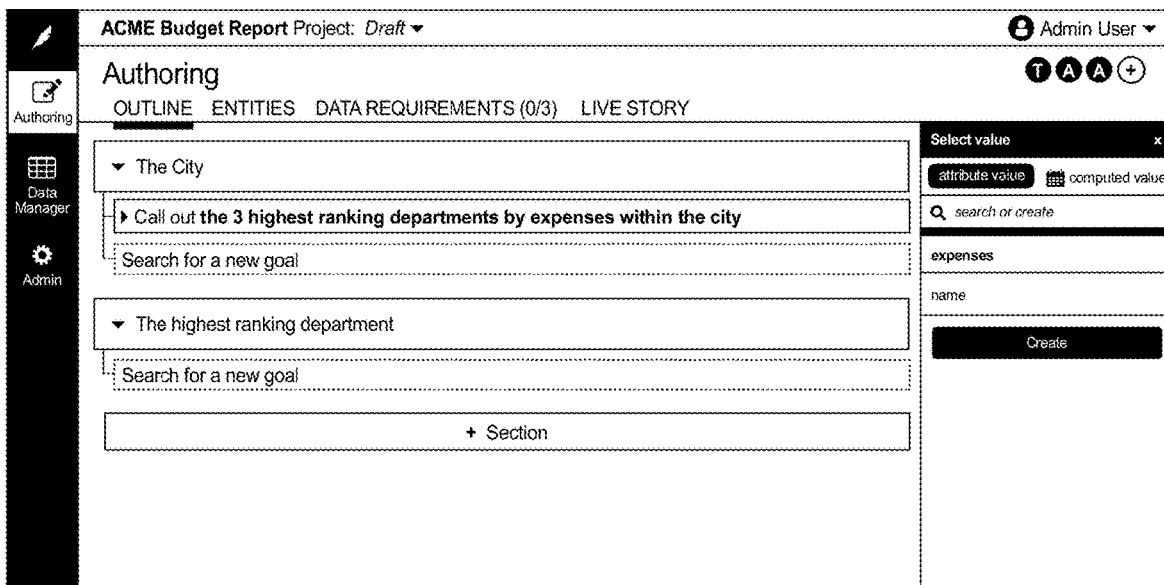 ACME Budget Report Project: Draft
Admin User
Authoring
T A A +
Authoring
OUTLINE ENTITIES DATA REQUIREMENTS (0/3) LIVE STORY
Data
Manager
Admin
The City
Call out the 3 highest ranking departments by expenses within the city
Search for a new goal
The highest ranking department
Search for a new goal
+ Section
Select value x
attribute value computed value
search or create
expenses
name
Create